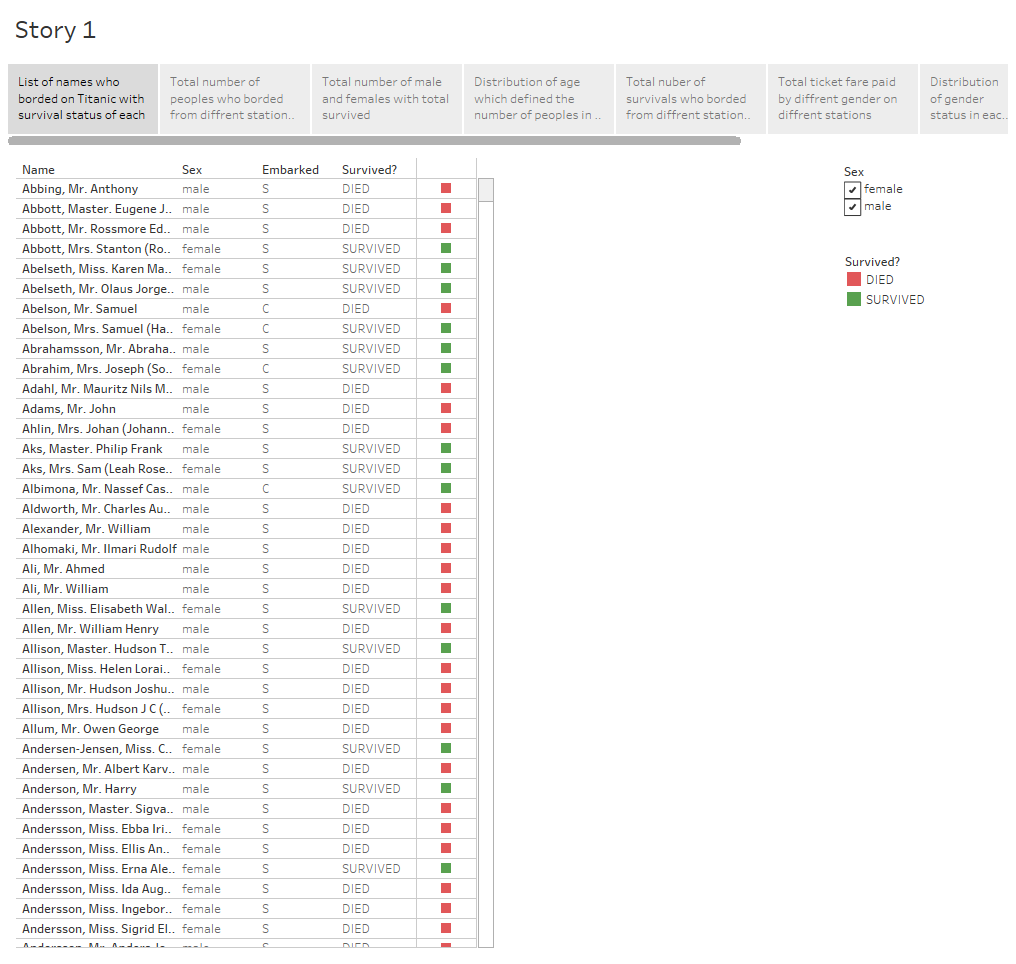 Story 1
List of names who
borded on Titanic with
survival status of each
Total number of
peoples who borded
from diffrent station..
Total number of male
and females with total
survived
Distribution of age
which defined the
number of peoples in ..
Total nuber of
survivals who borded
from diffrent station..
Total ticket fare paid
by diffrent gender on
diffrent stations
Distribution
of gender
status in eac..
Name Sex Embarked Survived?
Abbing, Mr. Anthony male S DIED
Abbott, Master. Eugene J.. male S DIED
Abbott, Mr. Rossmore Ed.. male S DIED
Abbott, Mrs. Stanton (Ro.. female S SURVIVED
Abelseth, Miss. Karen Ma.. female S SURVIVED
Abelseth, Mr. Olaus Jorge.. male S SURVIVED
Abelson, Mr. Samuel male C DIED
Abelson, Mrs. Samuel (Ha.. female C SURVIVED
Abrahamsson, Mr. Abraha.. male S SURVIVED
Abrahim, Mrs. Joseph (So.. female C SURVIVED
Adahl, Mr. Mauritz Nils M.. male S DIED
Adams, Mr. John male S DIED
Ahlin, Mrs. Johan (Johann.. female S DIED
Aks, Master. Philip Frank male S SURVIVED
Aks, Mrs. Sam (Leah Rose.. female S SURVIVED
Albimona, Mr. Nassef Cas.. male C SURVIVED
Aldworth, Mr. Charles Au.. male S DIED
Alexander, Mr. William male S DIED
Alhomaki, Mr. Ilmari Rudolf male S DIED
Ali, Mr. Ahmed male S DIED
Ali, Mr. William male S DIED
Allen, Miss. Elisabeth Wal.. female S SURVIVED
Allen, Mr. William Henry male S DIED
Allison, Master. Hudson T.. male S SURVIVED
Allison, Miss. Helen Lorai.. female S DIED
Allison, Mr. Hudson Joshu.. male S DIED
Allison, Mrs. Hudson J C (.. female S DIED
Allum, Mr. Owen George male S DIED
Andersen-Jensen, Miss. C.. female S SURVIVED
Andersen, Mr. Albert Karv.. male S DIED
Anderson, Mr. Harry male S SURVIVED
Andersson, Master. Sigva.. male S DIED
Andersson, Miss. Ebba Iri.. female S DIED
Andersson, Miss. Ellis An.. female S DIED
Andersson, Miss. Erna Ale.. female S SURVIVED
Andersson, Miss. Ida Aug.. female S DIED
Andersson, Miss. Ingebor.. female S DIED
Andersson, Miss. Sigrid El.. female S DIED
Andersson, Mr. Anders Jo.. male S DIED
Sex
female
male
Survived?
DIED
SURVIVED